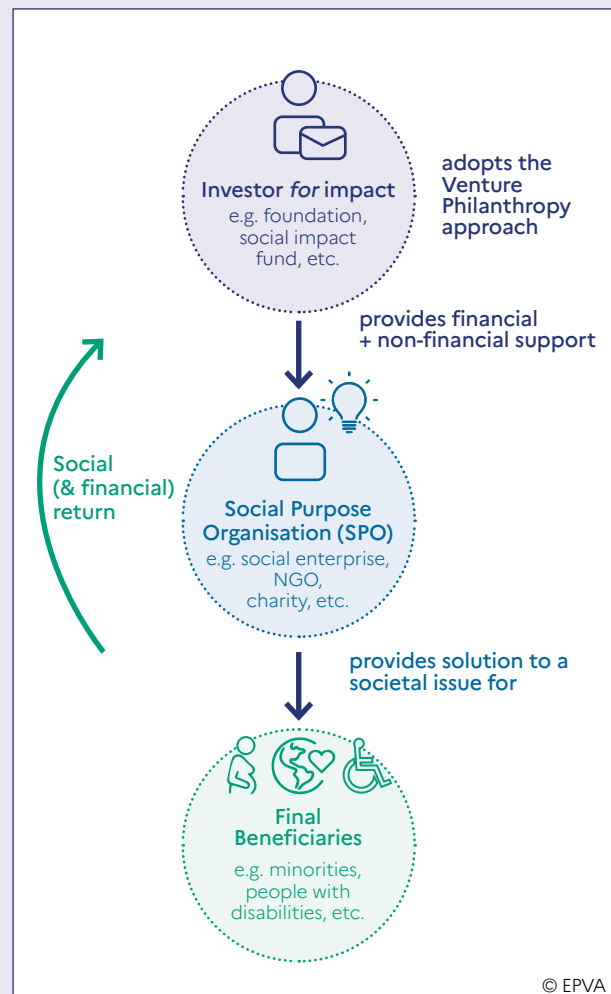 Investor for impact
e.g. foundation,
social impact
fund, etc.
adopts the
Venture
Philanthropy
approach
provides financial
+ non-financial support
Social
(& financial)
return
Social Purpose
Organisation (SPO)
e.g. social enterprise,
NGO,
charity, etc.
provides solution to a
societal issue for
Final
Beneficiaries
e.g. minorities,
people with
disabilities, etc.
© EPVA